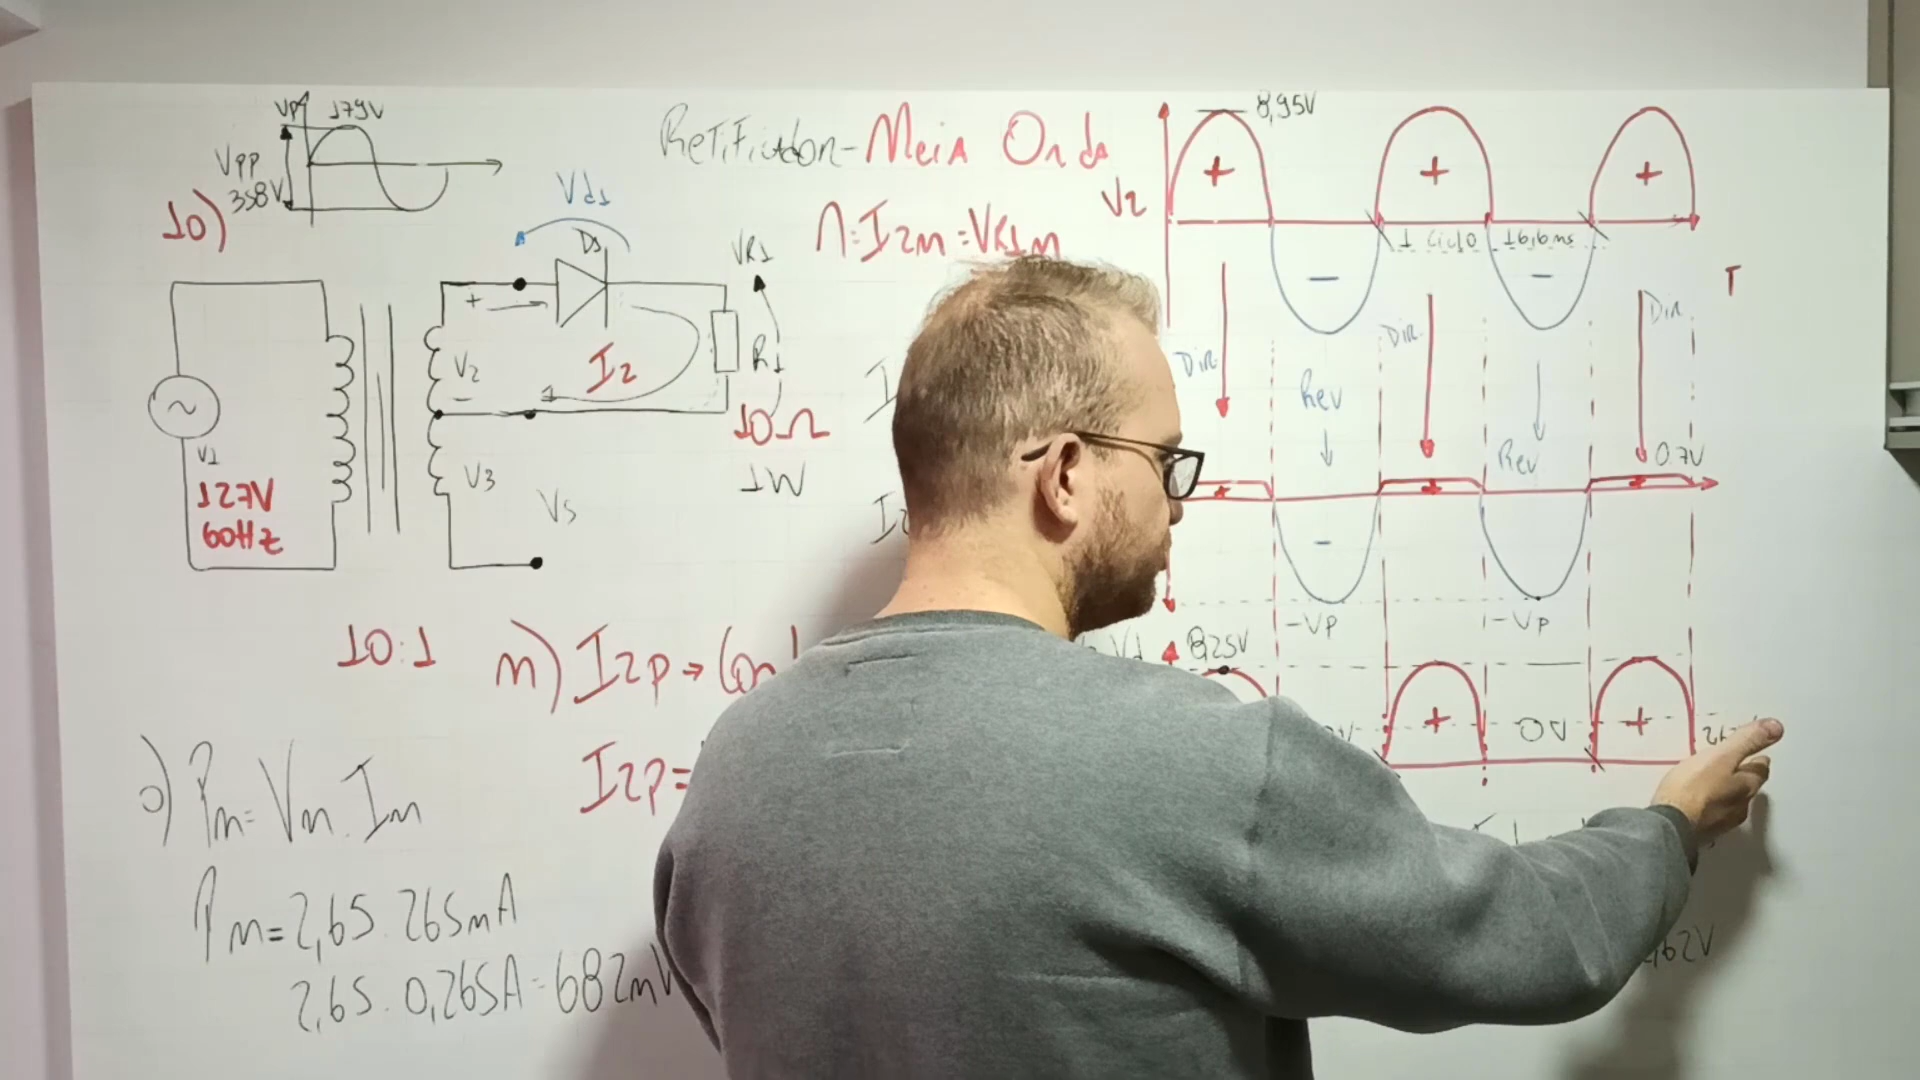 Vp 179V
Vpp
358V
10)
Retificador - Meia Onda
Vd1
D1
VR1
n=I2m=VR1m
+
V2
-
I2
R1
10Ω
1W
V1
127V
60Hz
V3
Vs
10:1
n) I2p →
I2p=
o) Pm=Vm.Im
Pm=2,65.265mA
2,65.0,265A=682m
8,95V
V2
+
+
+
1 ciclo 16,6ms
-
-
T
Dir.
Rev
Dir.
Rev
Dir.
0.7V
+
+
+
-
-
-Vp
-Vp
Vd
8,25V
+
0V
+
,62V